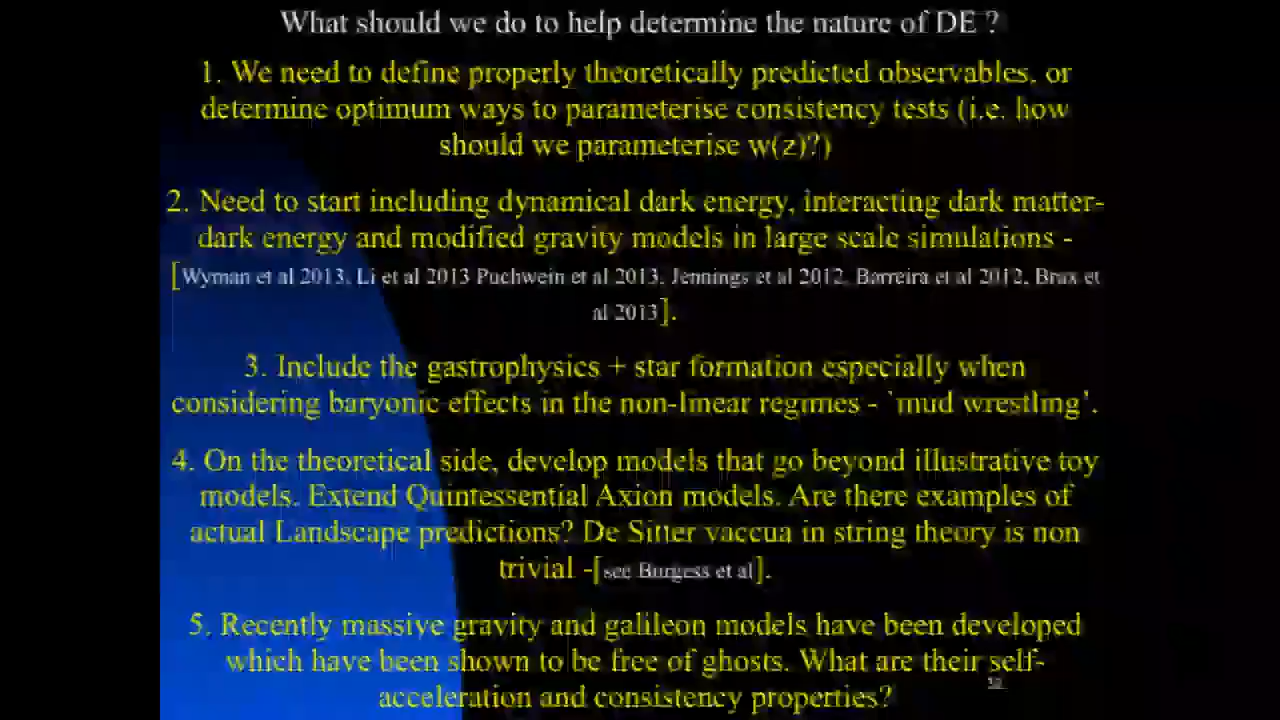 What should we do to help determine the nature of DE ?
1. We need to define properly theoretically predicted observables, or
determine optimum ways to parameterise consistency tests (i.e. how
should we parameterise w(z)?)
2. Need to start including dynamical dark energy, interacting dark matter-
dark energy and modified gravity models in large scale simulations -
[Wyman et al 2013, Li et al 2013 Puchwein et al 2013, Jennings et al 2012, Barreira et al 2012, Brax et
al 2013].
3. Include the gastrophysics + star formation especially when
considering baryonic effects in the non-linear regimes - `mud wrestling'.
4. On the theoretical side, develop models that go beyond illustrative toy
models. Extend Quintessential Axion models. Are there examples of
actual Landscape predictions? De Sitter vaccua in string theory is non
trivial -[see Burgess et al].
5. Recently massive gravity and galileon models have been developed
which have been shown to be free of ghosts. What are their self-
acceleration and consistency properties?